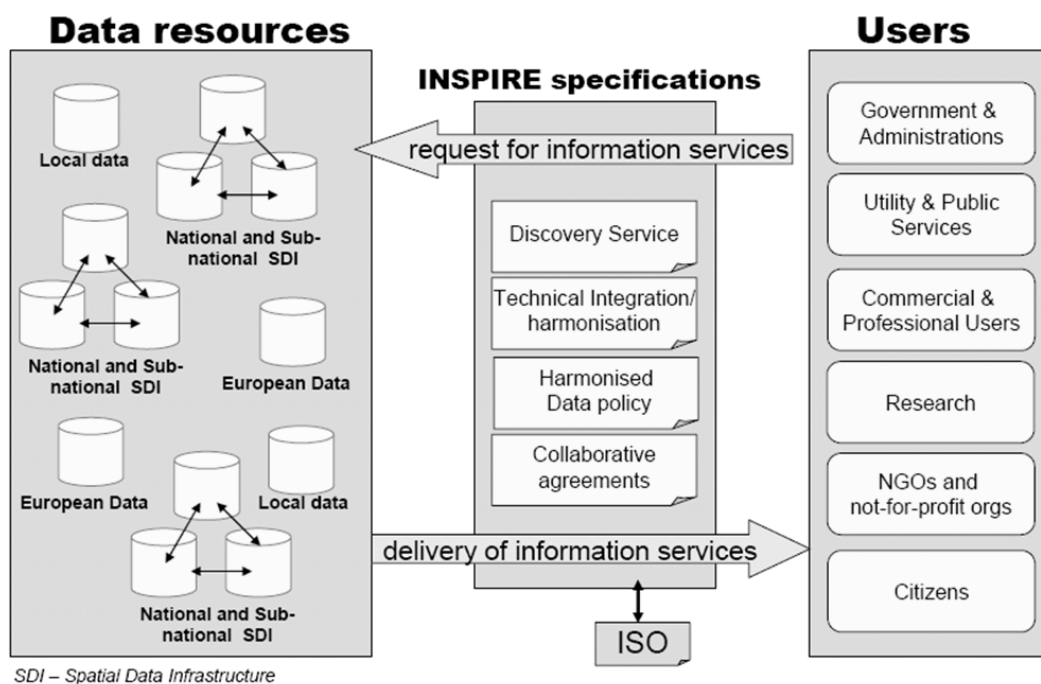 Data resources
Local data
National and Sub-
national SDI
National and Sub-
national SDI
European Data
European Data
Local data
National and Sub-
national SDI
SDI – Spatial Data Infrastructure
INSPIRE specifications
request for information services
Discovery Service
Technical Integration/
harmonisation
Harmonised
Data policy
Collaborative
agreements
delivery of information services
ISO
Users
Government &
Administrations
Utility & Public
Services
Commercial &
Professional Users
Research
NGOs and
not-for-profit orgs
Citizens